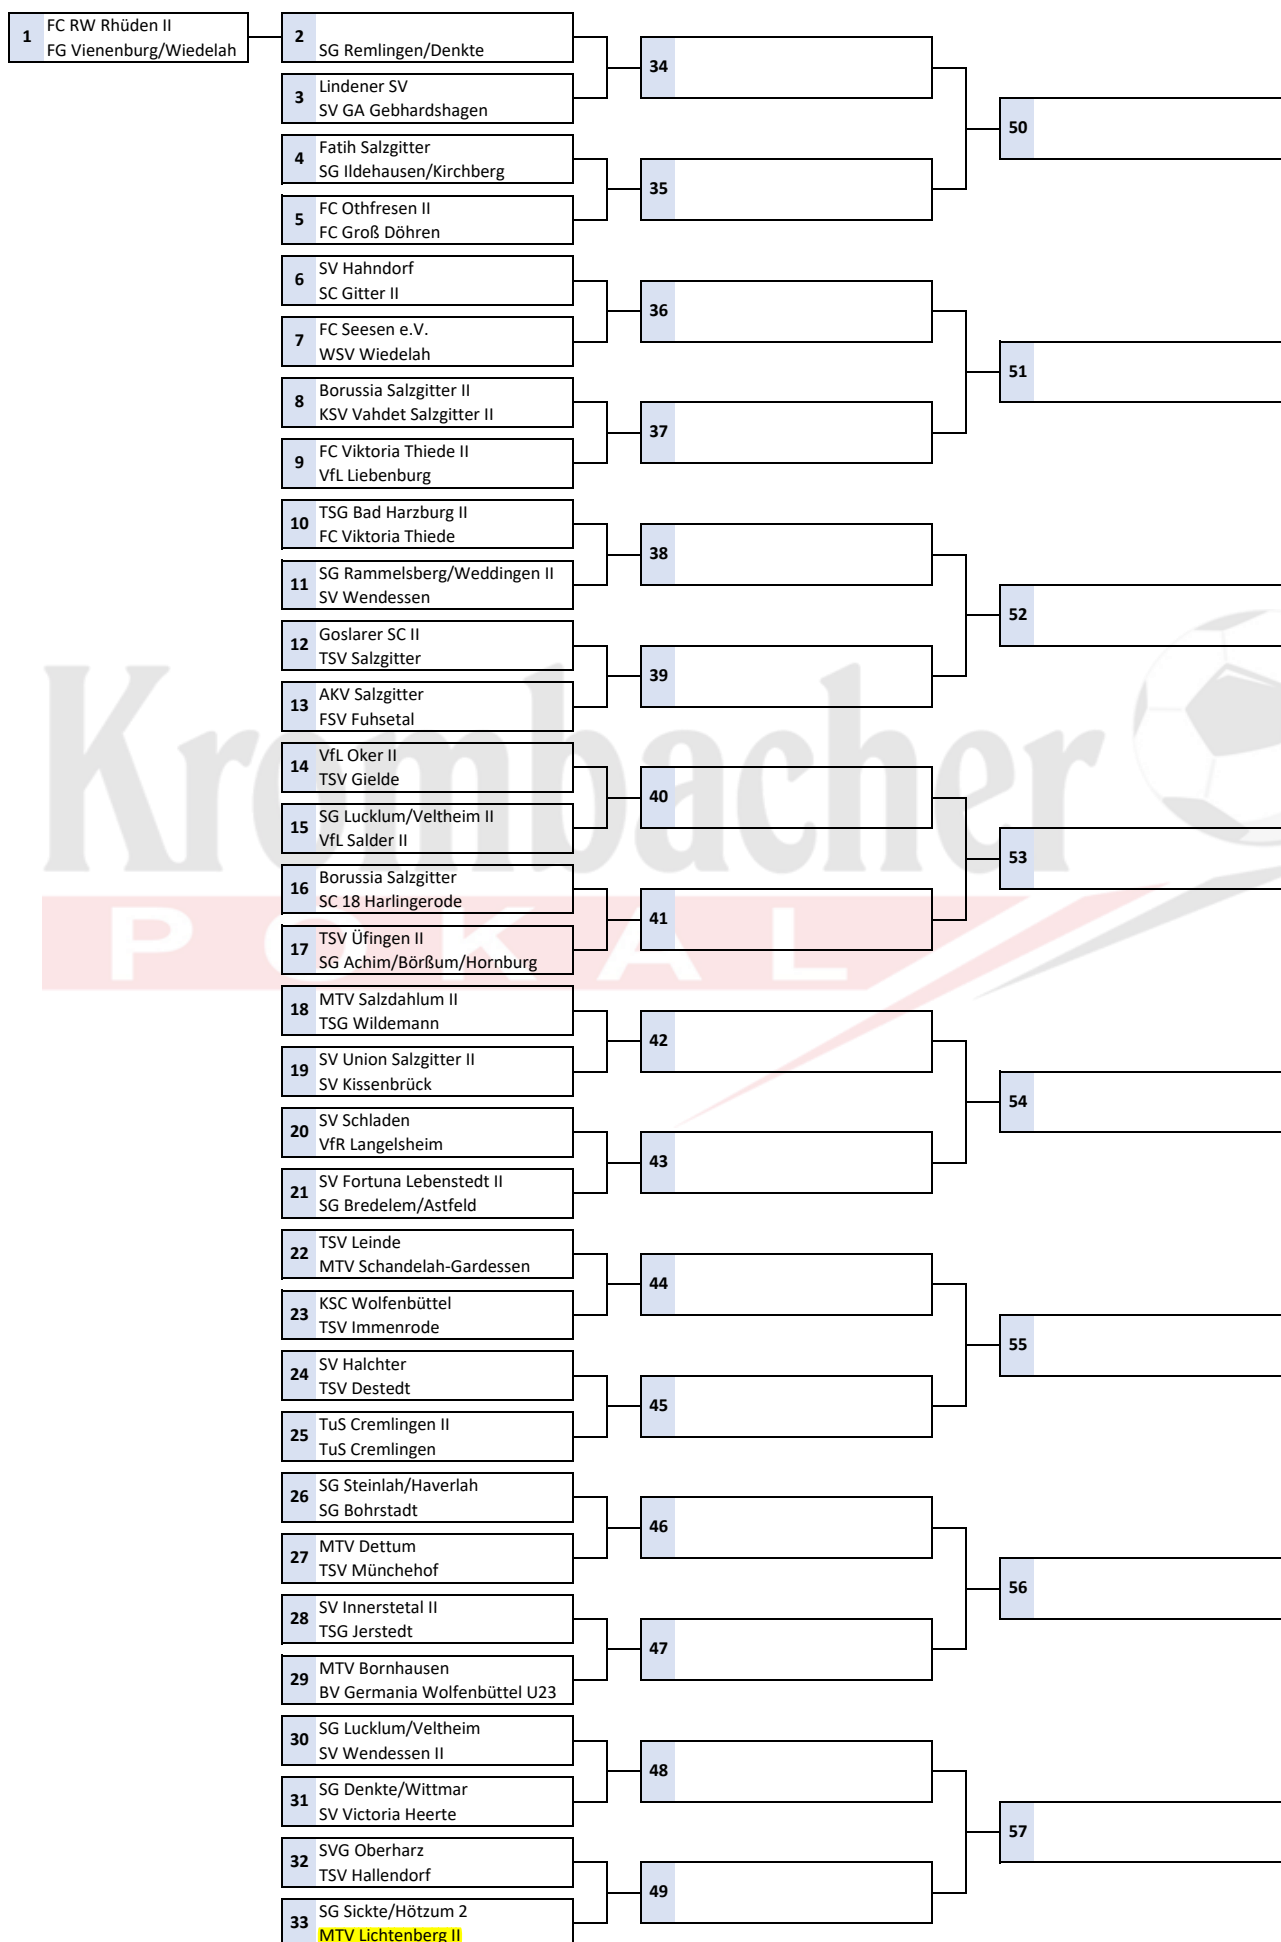 1
FC RW Rhüden II
FG Vienenburg/Wiedelah
2
SG Remlingen/Denkte
3
Lindener SV
SV GA Gebhardshagen
4
Fatih Salzgitter
SG Ildehausen/Kirchberg
5
FC Othfresen II
FC Groß Döhren
6
SV Hahndorf
SC Gitter II
7
FC Seesen e.V.
WSV Wiedelah
8
Borussia Salzgitter II
KSV Vahdet Salzgitter II
9
FC Viktoria Thiede II
VfL Liebenburg
10
TSG Bad Harzburg II
FC Viktoria Thiede
11
SG Rammelsberg/Weddingen II
SV Wendessen
12
Goslarer SC II
TSV Salzgitter
13
AKV Salzgitter
FSV Fuhsetal
14
VfL Oker II
TSV Gielde
15
SG Lucklum/Veltheim II
VfL Salder II
16
Borussia Salzgitter
SC 18 Harlingerode
17
TSV Üfingen II
SG Achim/Börßum/Hornburg
18
MTV Salzdahlum II
TSG Wildemann
19
SV Union Salzgitter II
SV Kissenbrück
20
SV Schladen
VfR Langelsheim
21
SV Fortuna Lebenstedt II
SG Bredelem/Astfeld
22
TSV Leinde
MTV Schandelah-Gardessen
23
KSC Wolfenbüttel
TSV Immenrode
24
SV Halchter
TSV Destedt
25
TuS Cremlingen II
TuS Cremlingen
26
SG Steinlah/Haverlah
SG Bohrstadt
27
MTV Dettum
TSV Münchehof
28
SV Innerstetal II
TSG Jerstedt
29
MTV Bornhausen
BV Germania Wolfenbüttel U23
30
SG Lucklum/Veltheim
SV Wendessen II
31
SG Denkte/Wittmar
SV Victoria Heerte
32
SVG Oberharz
TSV Hallendorf
33
SG Sickte/Hötzum 2
MTV Lichtenberg II
34
35
36
37
38
39
40
41
42
43
44
45
46
47
48
49
50
51
52
53
54
55
56
57
Krombacher
POKAL